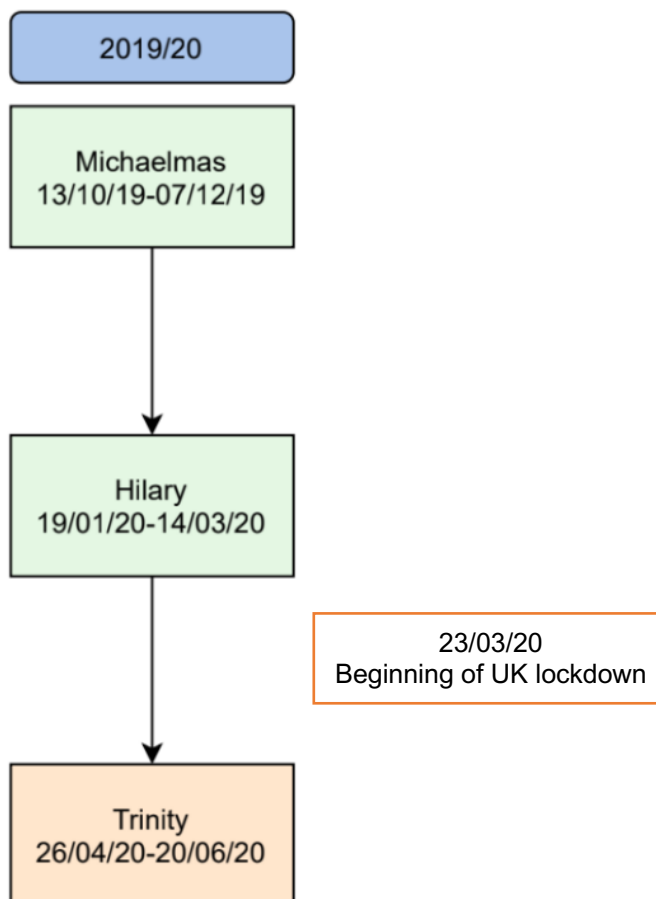 2019/20
Michaelmas
13/10/19-07/12/19
Hilary
19/01/20-14/03/20
23/03/20
Beginning of UK lockdown
Trinity
26/04/20-20/06/20